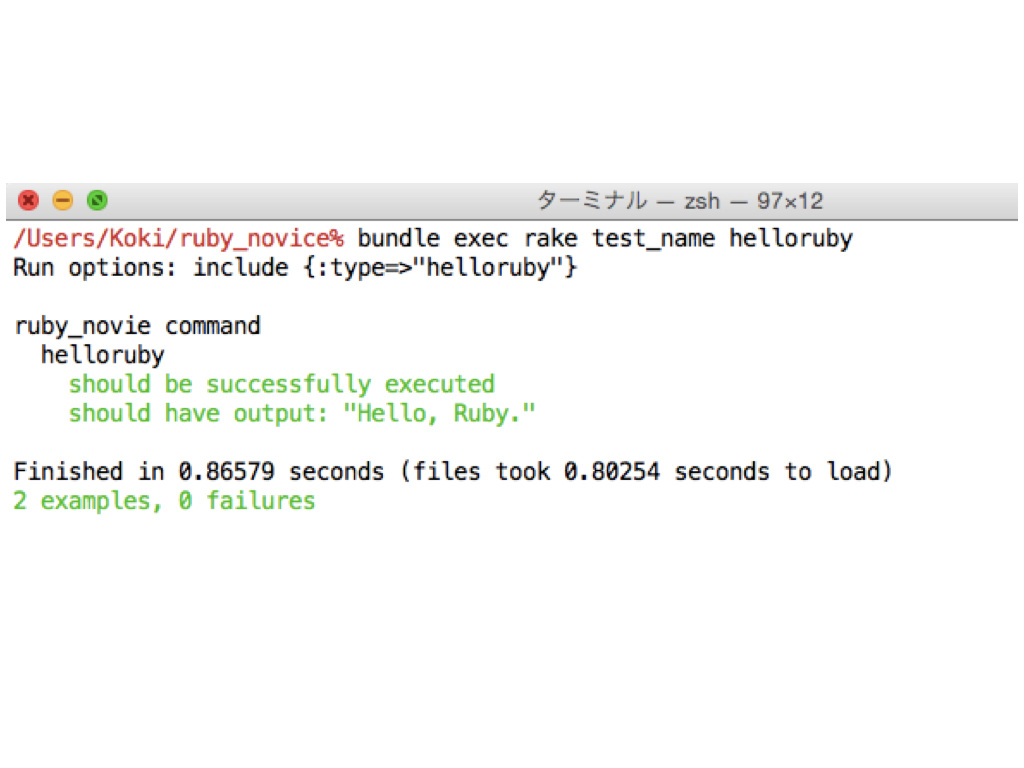 ターミナル — zsh — 97×12
/Users/Koki/ruby_novice% bundle exec rake test_name helloruby
Run options: include {:type=>"helloruby"}
ruby_novie command
helloruby
should be successfully executed
should have output: "Hello, Ruby."
Finished in 0.86579 seconds (files took 0.80254 seconds to load)
2 examples, 0 failures